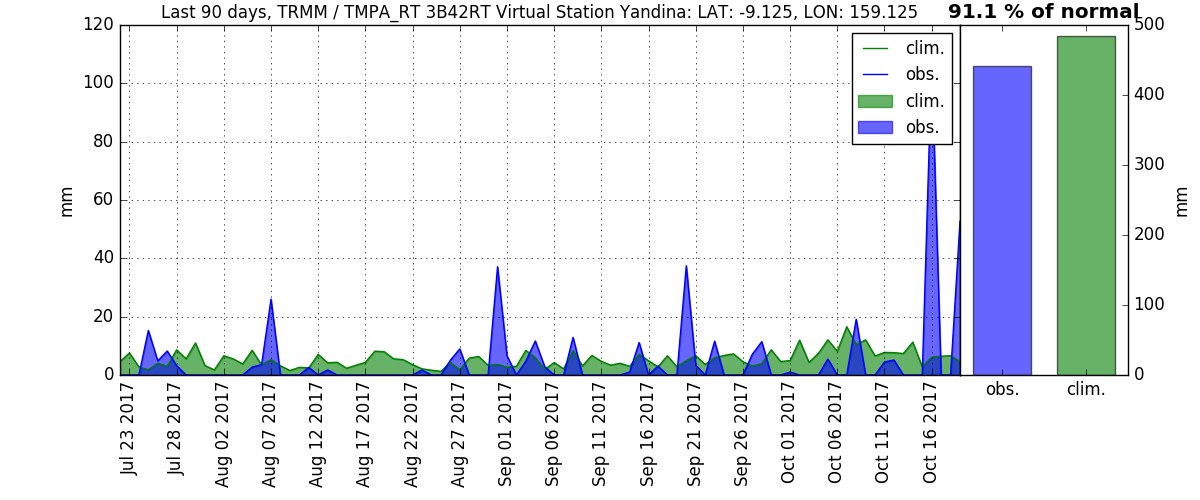 Last 90 days, TRMM / TMPA_RT 3B42RT Virtual Station Yandina: LAT: -9.125, LON: 159.125
91.1 % of normal
120
100
80
60
40
20
0
mm
clim.
obs.
clim.
obs.
500
400
300
200
100
0
mm
obs.
clim.
Jul 23 2017
Jul 28 2017
Aug 02 2017
Aug 07 2017
Aug 12 2017
Aug 17 2017
Aug 22 2017
Aug 27 2017
Sep 01 2017
Sep 06 2017
Sep 11 2017
Sep 16 2017
Sep 21 2017
Sep 26 2017
Oct 01 2017
Oct 06 2017
Oct 11 2017
Oct 16 2017